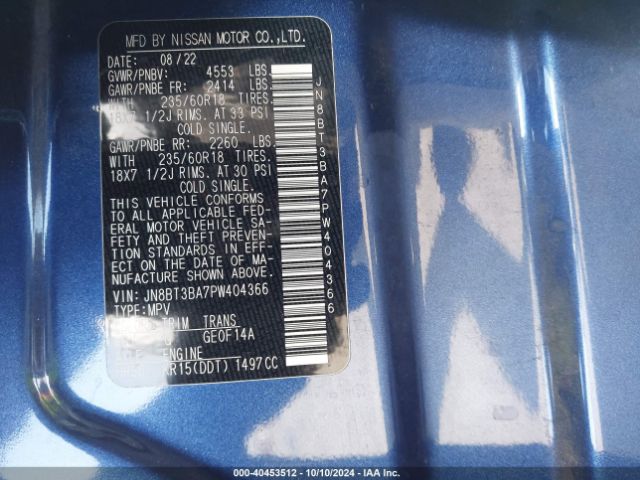 MFD BY NISSAN MOTOR CO.,LTD.
DATE: 08/22
GVWR/PNBV: 4553 LBS.
GAWR/PNBE FR: 2414 LBS.
WITH 235/60R18 TIRES.
18X7 1/2J RIMS. AT 33 PSI
COLD SINGLE.
GAWR/PNBE RR: 2260 LBS.
WITH 235/60R18 TIRES.
18X7 1/2J RIMS. AT 30 PSI
COLD SINGLE.
THIS VEHICLE CONFORMS
TO ALL APPLICABLE FED-
ERAL MOTOR VEHICLE SA-
FETY AND THEFT PREVEN-
TION STANDARDS IN EFF-
ECT ON THE DATE OF MA-
NUFACTURE SHOWN ABOVE.
VIN: JN8BT3BA7PW404366
TYPE: MPV
TRIM TRANS
GE0F14A
ENGINE
KR15(DDT) 1497CC
JN8BT3BA7PW404366
000-40453512 - 10/10/2024 - IAA Inc.